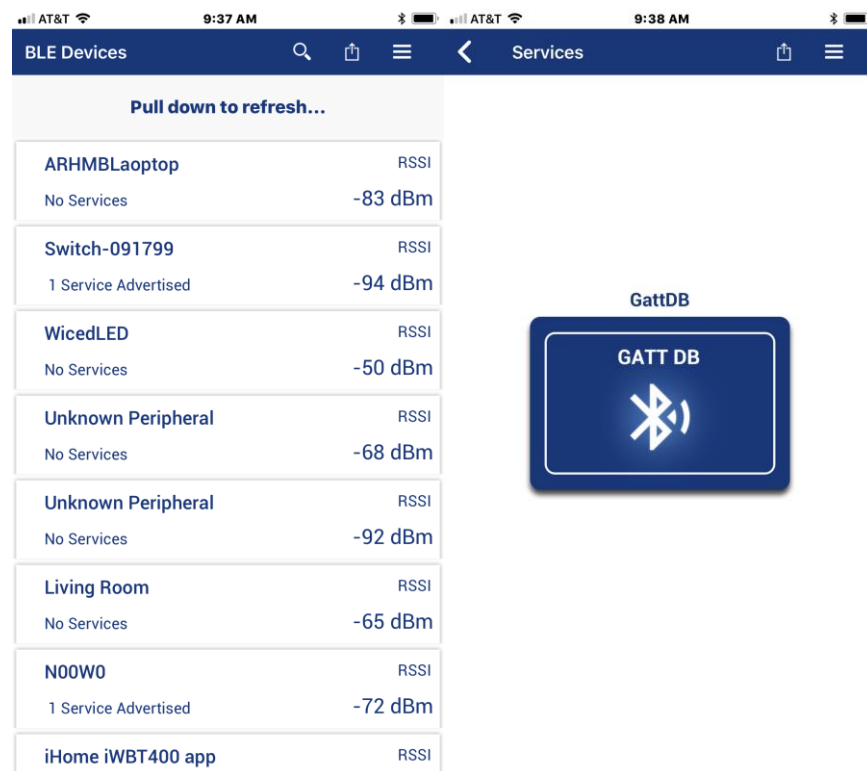 AT&T 9:37 AM
BLE Devices
Pull down to refresh...
ARHMBLaoptop RSSI
No Services -83 dBm
Switch-091799 RSSI
1 Service Advertised -94 dBm
WicedLED RSSI
No Services -50 dBm
Unknown Peripheral RSSI
No Services -68 dBm
Unknown Peripheral RSSI
No Services -92 dBm
Living Room RSSI
No Services -65 dBm
N00W0 RSSI
1 Service Advertised -72 dBm
iHome iWBT400 app RSSI
AT&T 9:38 AM
Services
GattDB
GATT DB